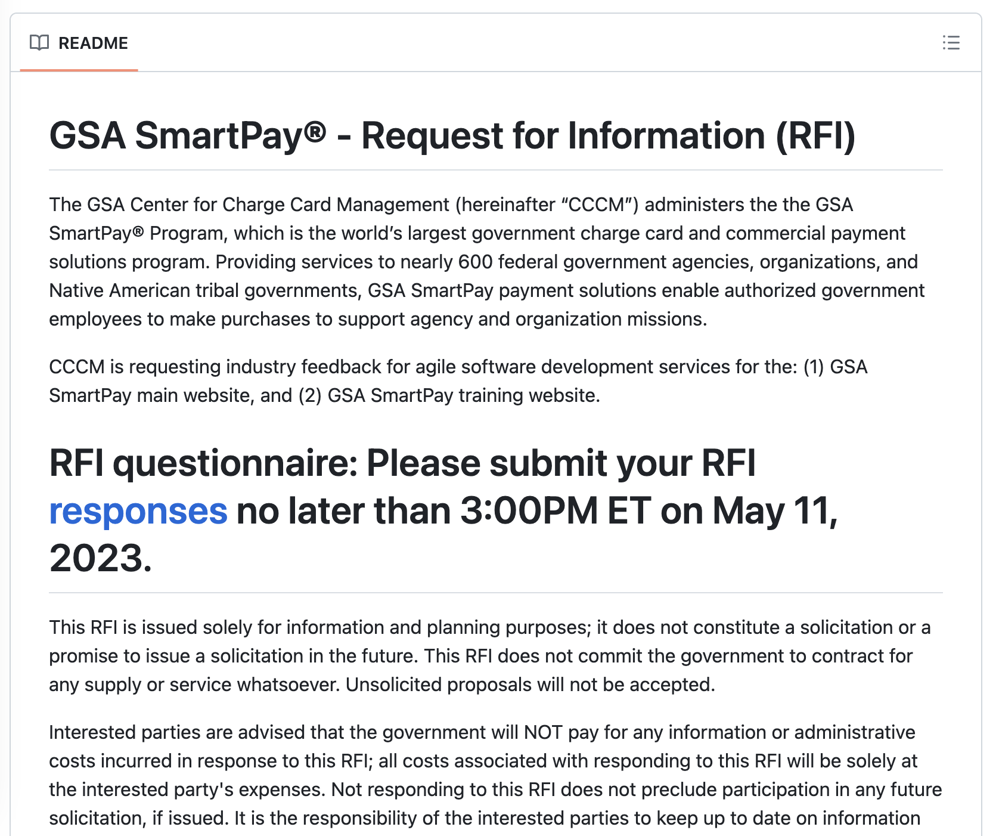 README
GSA SmartPay® - Request for Information (RFI)
The GSA Center for Charge Card Management (hereinafter “CCCM”) administers the the GSA
SmartPay® Program, which is the world’s largest government charge card and commercial payment
solutions program. Providing services to nearly 600 federal government agencies, organizations, and
Native American tribal governments, GSA SmartPay payment solutions enable authorized government
employees to make purchases to support agency and organization missions.
CCCM is requesting industry feedback for agile software development services for the: (1) GSA
SmartPay main website, and (2) GSA SmartPay training website.
RFI questionnaire: Please submit your RFI
responses no later than 3:00PM ET on May 11,
2023.
This RFI is issued solely for information and planning purposes; it does not constitute a solicitation or a
promise to issue a solicitation in the future. This RFI does not commit the government to contract for
any supply or service whatsoever. Unsolicited proposals will not be accepted.
Interested parties are advised that the government will NOT pay for any information or administrative
costs incurred in response to this RFI; all costs associated with responding to this RFI will be solely at
the interested party's expenses. Not responding to this RFI does not preclude participation in any future
solicitation, if issued. It is the responsibility of the interested parties to keep up to date on information